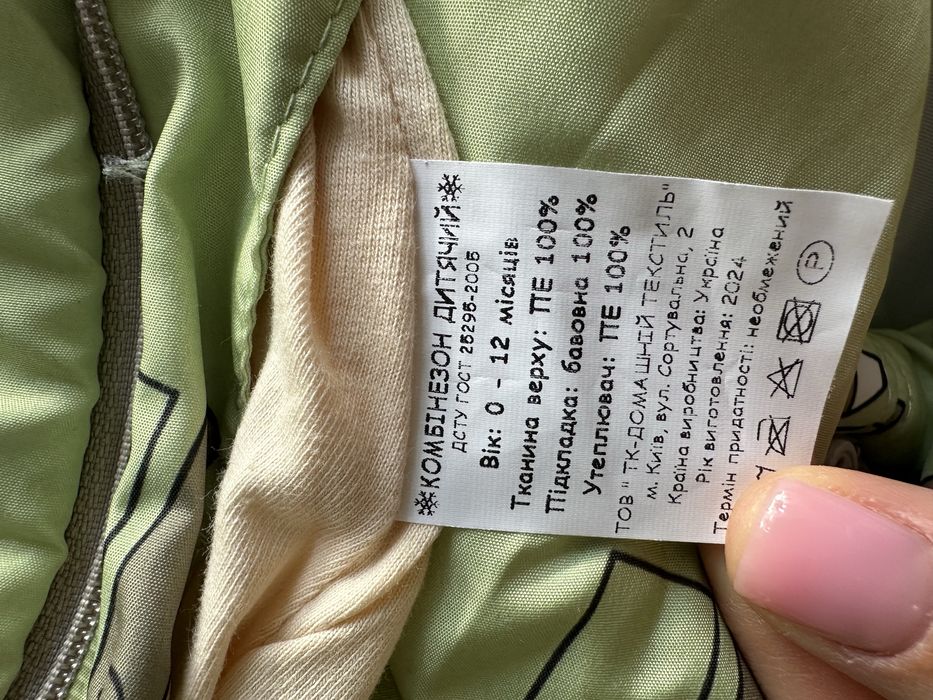 КОМБІНЕЗОН ДИТЯЧИЙ
ДСТУ ГОСТ 25295-2005
Вік: 0 - 12 місяців
Тканина верху: ПЕ 100%
Підкладка: бавовна 100%
Утеплювач: ПЕ 100%
ТОВ " ТК-ДОМАШНІЙ ТЕКСТИЛЬ"
м. Київ, вул. Сортувальна, 2
Країна виробництва: Україна
Рік виготовлення: 2024
Термін придатності: необмежений
P